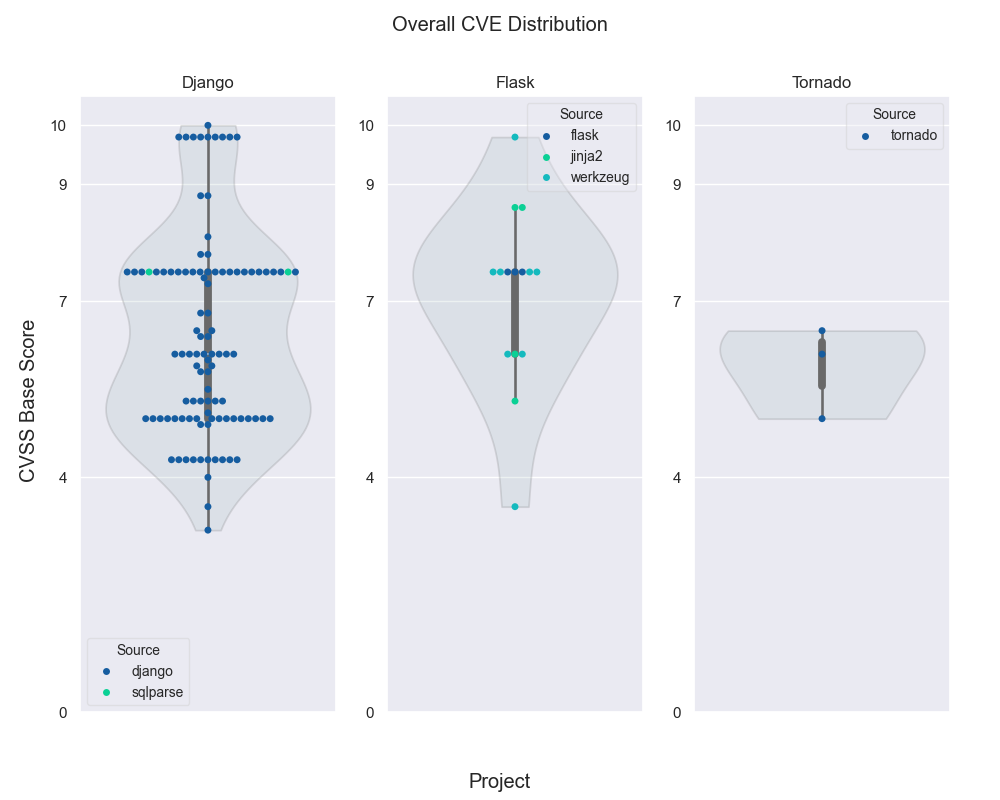 Overall CVE Distribution
Django
Flask
Tornado
CVSS Base Score
10
9
7
4
0
Source
django
sqlparse
10
9
7
4
0
Source
flask
jinja2
werkzeug
10
9
7
4
0
Source
tornado
Project